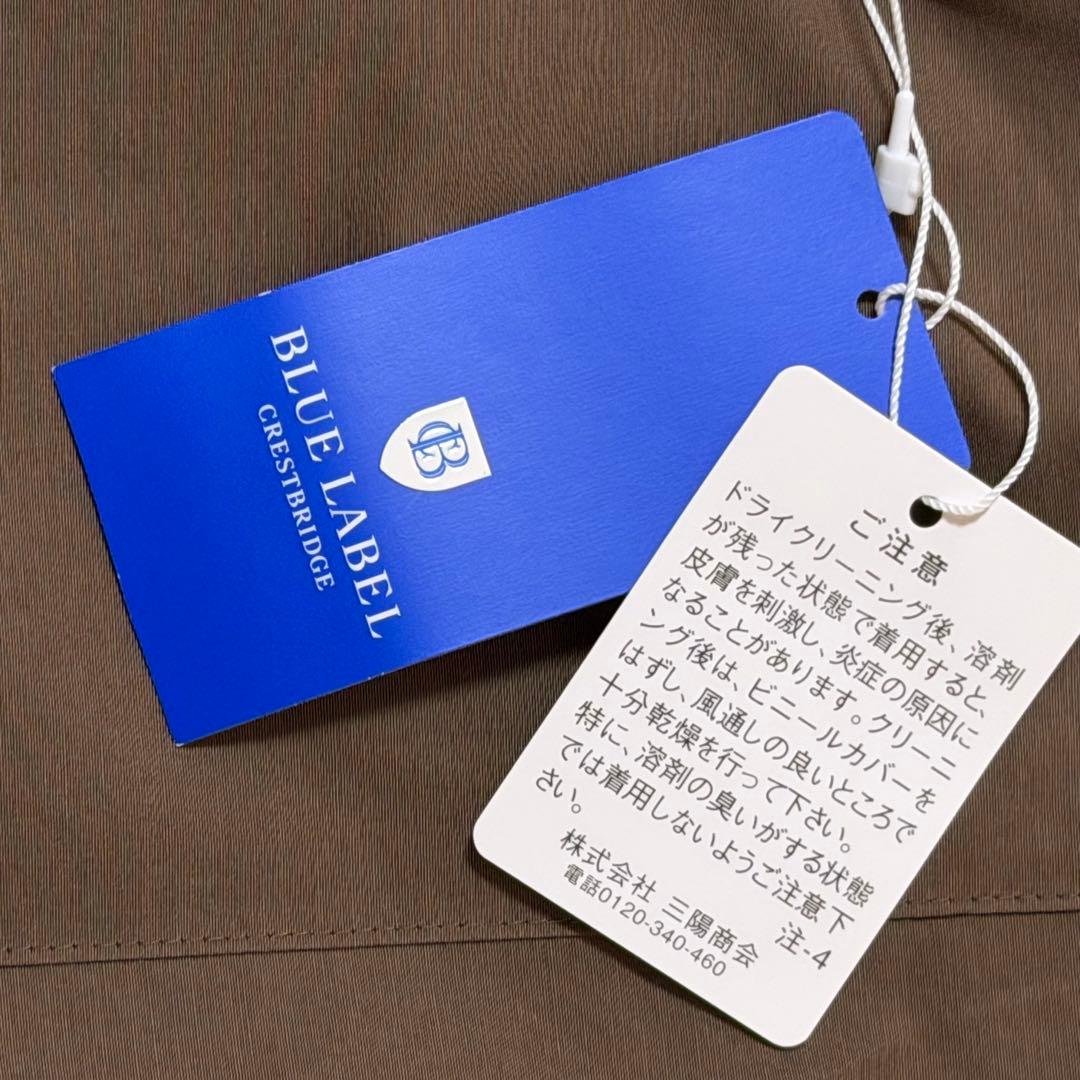 BLUE LABEL
CRESTBRIDGE
CB
ご注意
ドライクリーニング後、溶剤
が残った状態で着用すると、
皮膚を刺激し、炎症の原因に
なることがあります。クリーニ
ング後は、ビニールカバーを
はずし、風通しの良いところで
十分乾燥を行って下さい。
特に、溶剤の臭いがする状態
では着用しないようご注意下
さい。
注-4
株式会社 三陽商会
電話0120-340-460